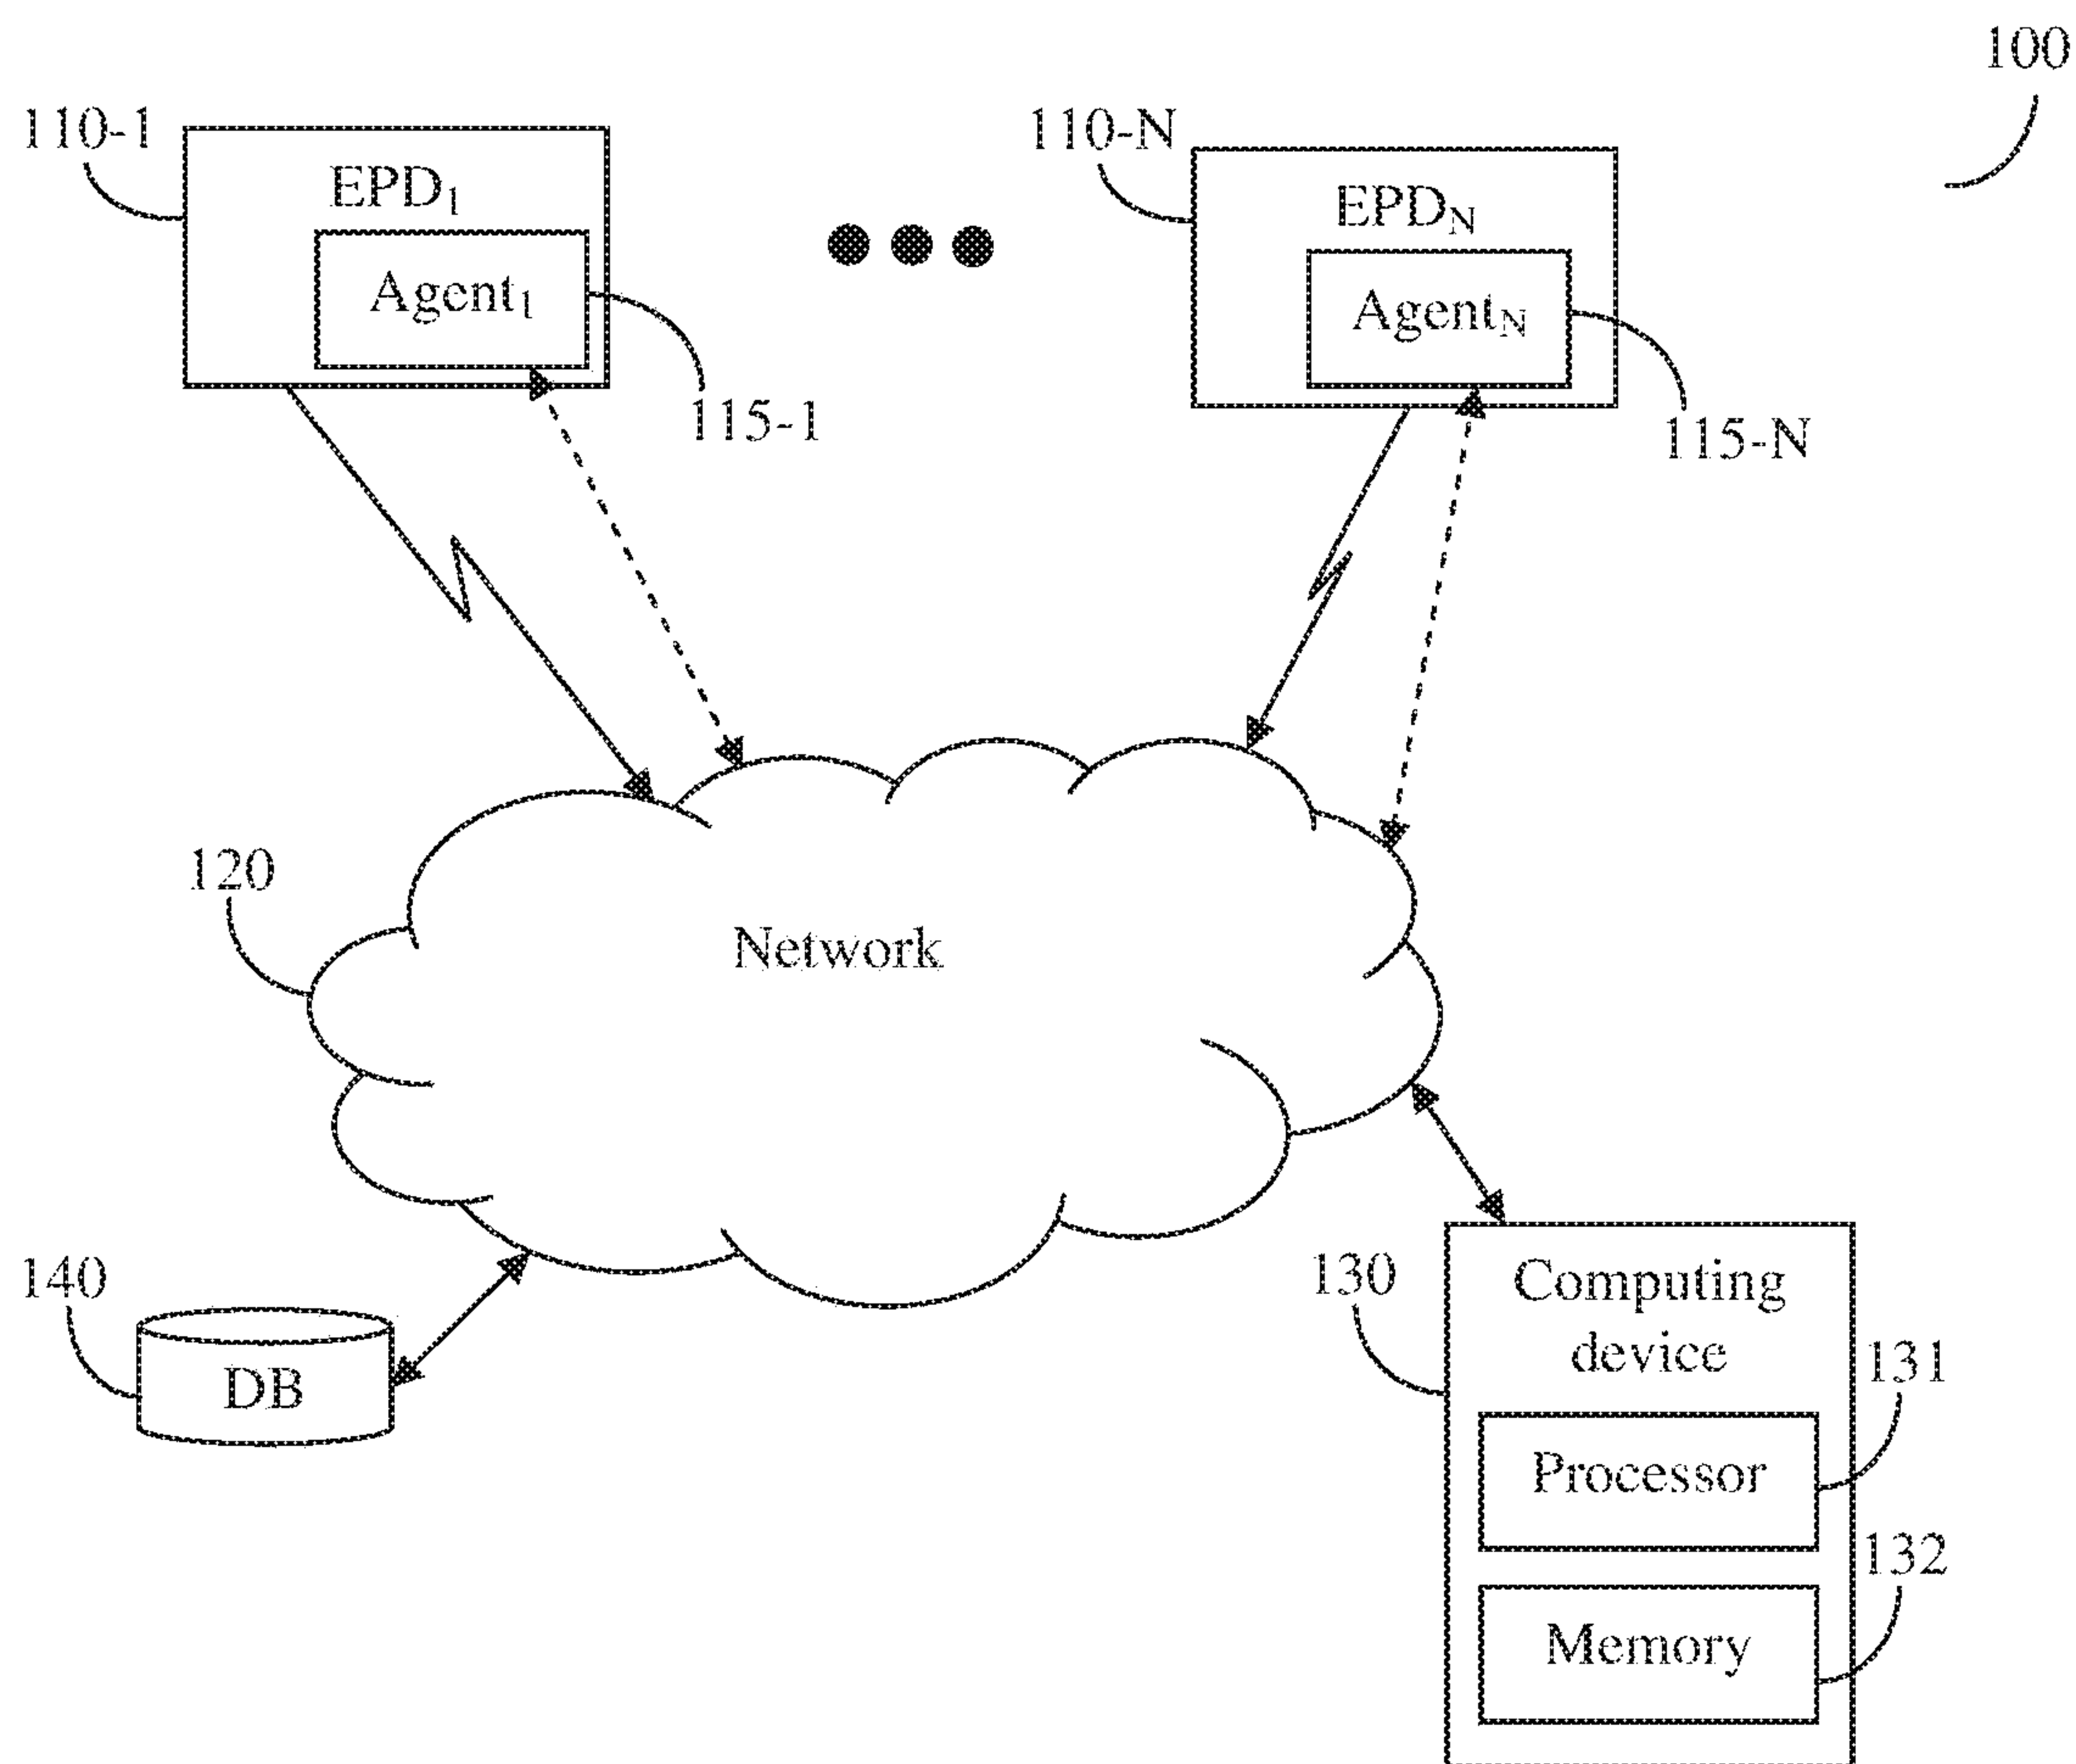 100
110-1
EPD1
Agent1
115-1
110-N
EPDN
AgentN
115-N
120
Network
130
Computing
device
131
Processor
132
Memory
140
DB